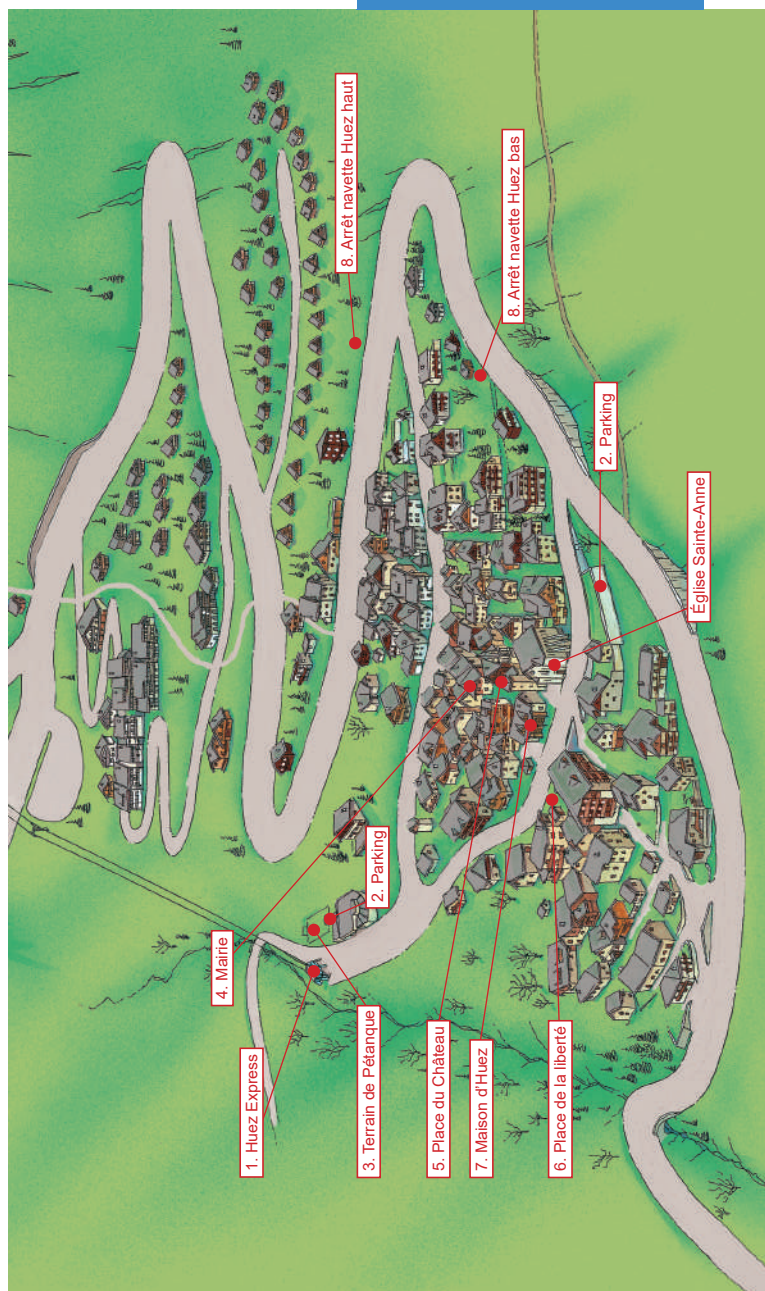 1. Huez Express
3. Terrain de Pétanque
4. Mairie
2. Parking
5. Place du Château
7. Maison d'Huez
6. Place de la liberté
8. Arrêt navette Huez haut
8. Arrêt navette Huez bas
2. Parking
Église Sainte-Anne